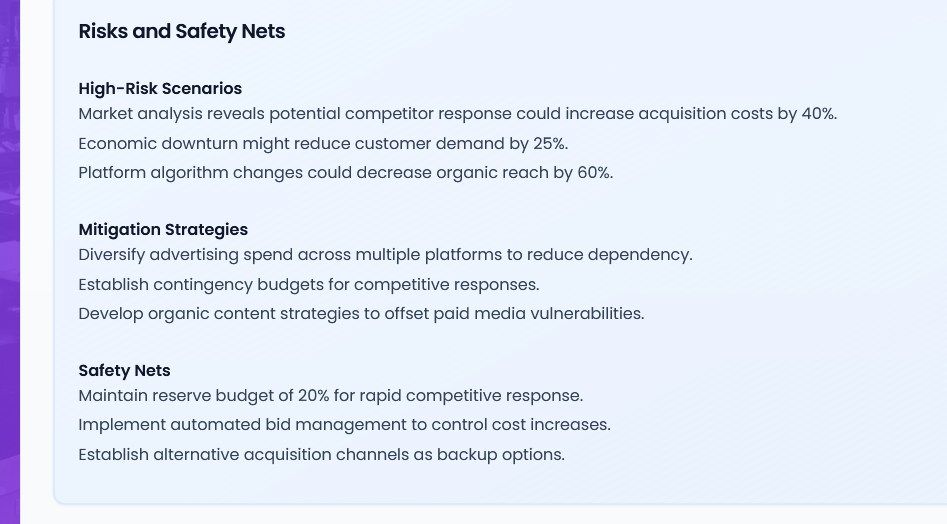 Risks and Safety Nets
High-Risk Scenarios
Market analysis reveals potential competitor response could increase acquisition costs by 40%.
Economic downturn might reduce customer demand by 25%.
Platform algorithm changes could decrease organic reach by 60%.
Mitigation Strategies
Diversify advertising spend across multiple platforms to reduce dependency.
Establish contingency budgets for competitive responses.
Develop organic content strategies to offset paid media vulnerabilities.
Safety Nets
Maintain reserve budget of 20% for rapid competitive response.
Implement automated bid management to control cost increases.
Establish alternative acquisition channels as backup options.